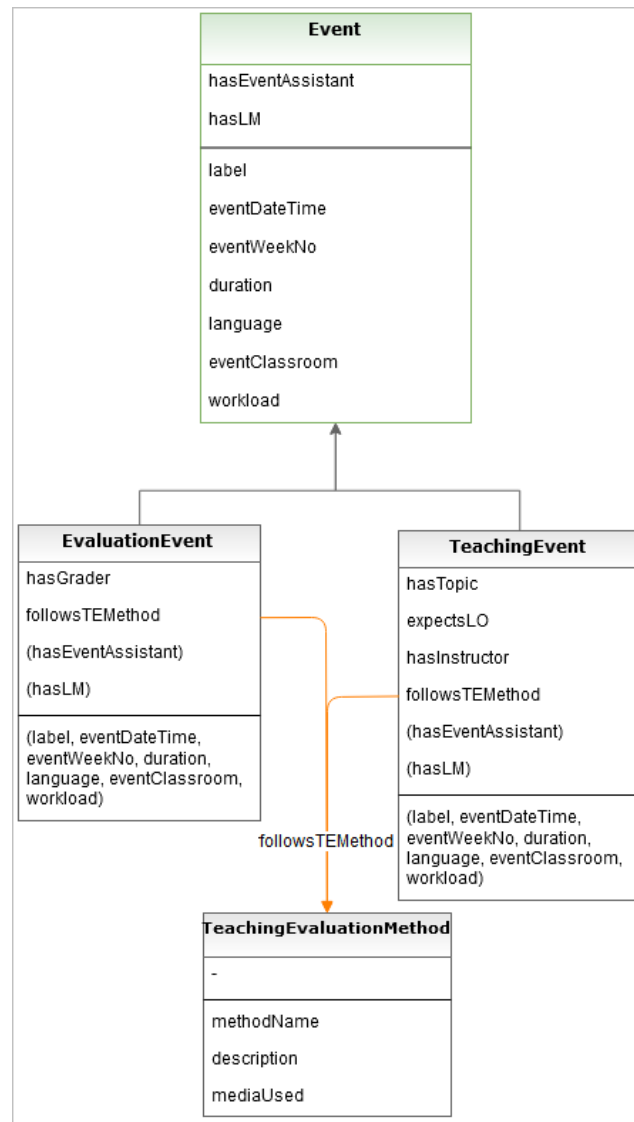 Event
hasEventAssistant
hasLM
label
eventDateTime
eventWeekNo
duration
language
eventClassroom
workload
EvaluationEvent
hasGrader
followsTEMethod
(hasEventAssistant)
(hasLM)
(label, eventDateTime,
eventWeekNo, duration,
language, eventClassroom,
workload)
TeachingEvent
hasTopic
expectsLO
hasInstructor
followsTEMethod
(hasEventAssistant)
(hasLM)
(label, eventDateTime,
eventWeekNo, duration,
language, eventClassroom,
workload)
followsTEMethod
TeachingEvaluationMethod
-
methodName
description
mediaUsed